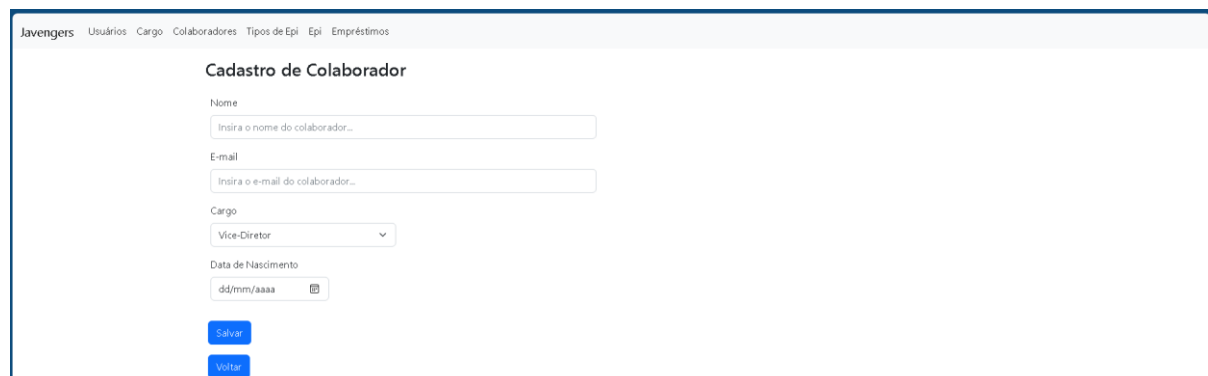 Javengers Usuários Cargo Colaboradores Tipos de Epi Epi Empréstimos
Cadastro de Colaborador
Nome
Insira o nome do colaborador...
E-mail
Insira o e-mail do colaborador...
Cargo
Vice-Diretor
Data de Nascimento
dd/mm/aaaa
Salvar
Voltar